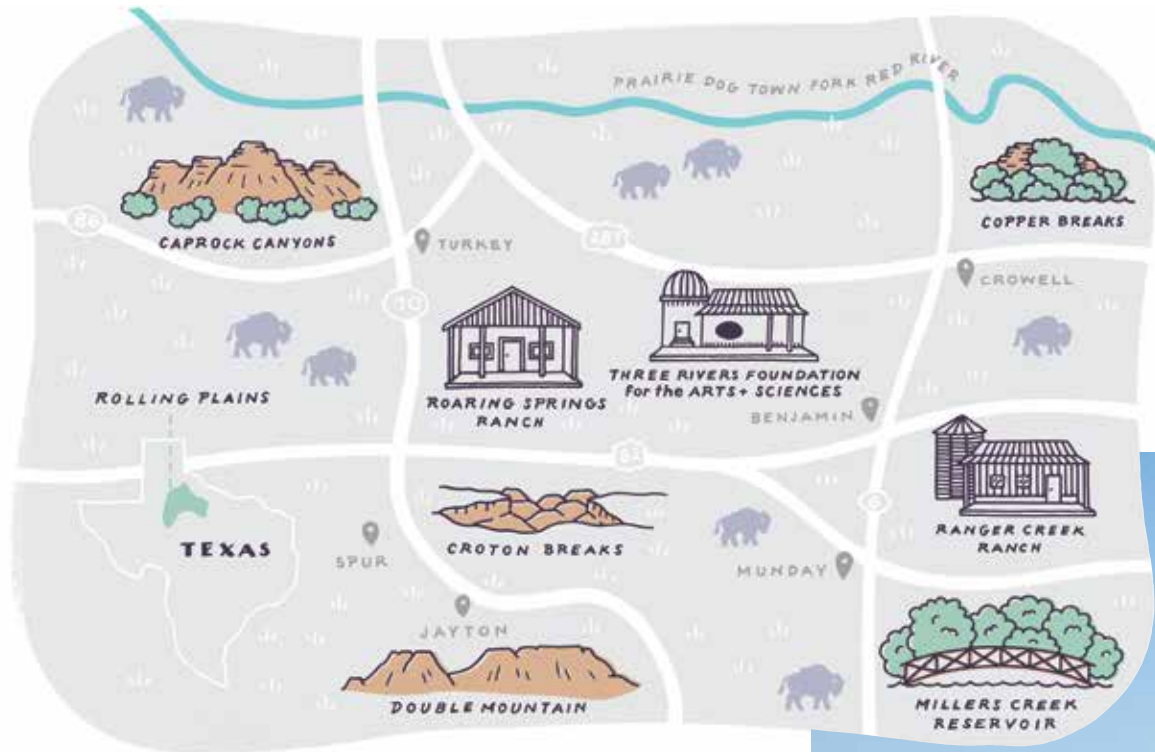 PRAIRIE DOG TOWN FORK RED RIVER
CAPROCK CANYONS
COPPER BREAKS
86
TURKEY
287
CROWELL
70
THREE RIVERS FOUNDATION
for the ARTS + SCIENCES
ROARING SPRINGS
RANCH
BENJAMIN
ROLLING PLAINS
82
RANGER CREEK
RANCH
6
TEXAS
SPUR
CROTON BREAKS
MUNDAY
JAYTON
DOUBLE MOUNTAIN
MILLERS CREEK
RESERVOIR